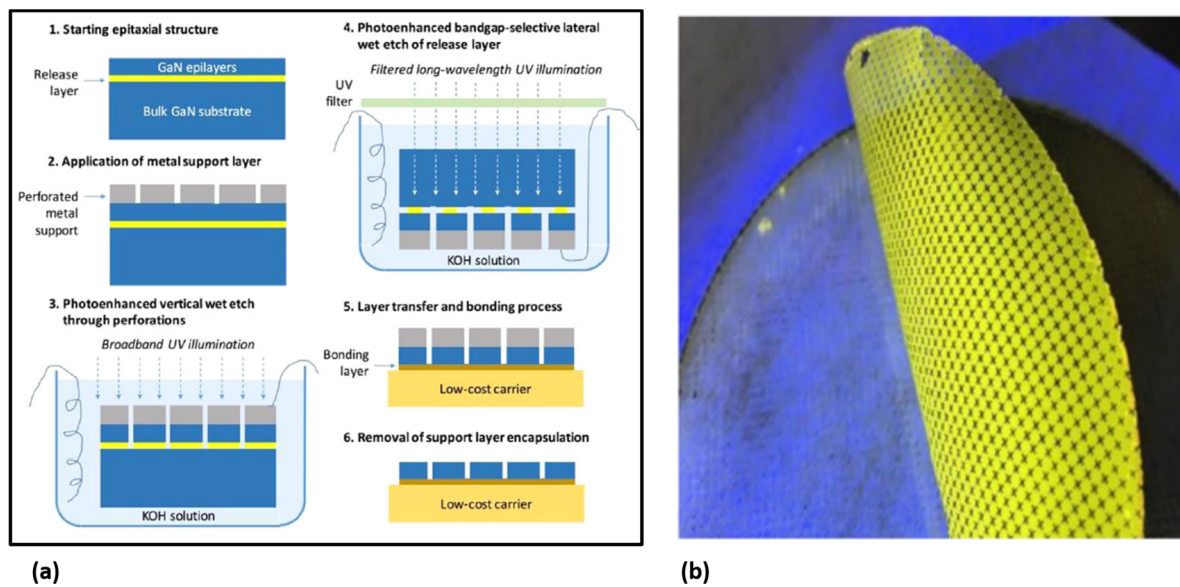 1. Starting epitaxial structure
GaN epilayers
Release
layer
Bulk GaN substrate
2. Application of metal support layer
Perforated
metal
support
3. Photoenhanced vertical wet etch
through perforations
Broadband UV illumination
KOH solution
4. Photoenhanced bandgap-selective lateral
wet etch of release layer
Filtered long-wavelength UV illumination
UV
filter
KOH solution
5. Layer transfer and bonding process
Bonding
layer
Low-cost carrier
6. Removal of support layer encapsulation
Low-cost carrier
(a)
(b)